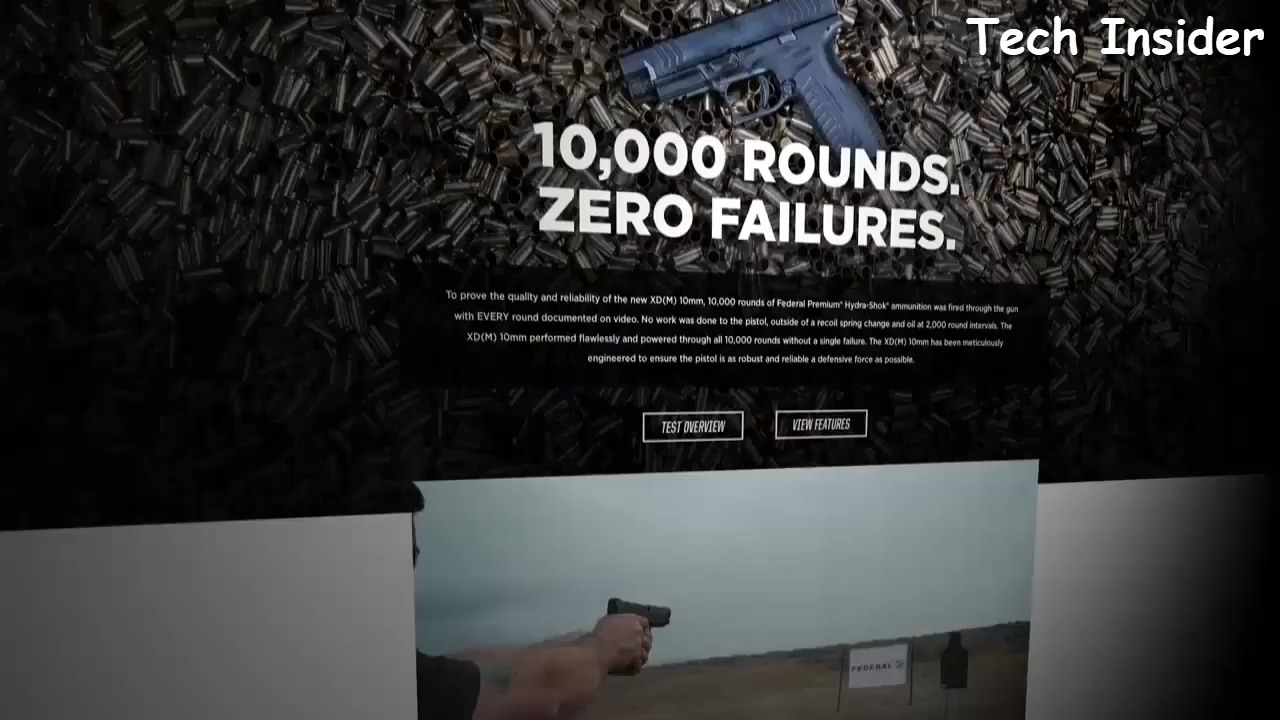 Tech Insider
10,000 ROUNDS.
ZERO FAILURES.
To prove the quality and reliability of the new XD(M) 10mm, 10,000 rounds of Federal Premium® Hydra-Shok® ammunition was fired through the gun
with EVERY round documented on video. No work was done to the pistol, outside of a recoil spring change and oil at 2,000 round intervals. The
XD(M) 10mm performed flawlessly and powered through all 10,000 rounds without a single failure. The XD(M) 10mm has been meticulously
engineered to ensure the pistol is as robust and reliable a defensive force as possible.
TEST OVERVIEW
VIEW FEATURES
FEDERAL